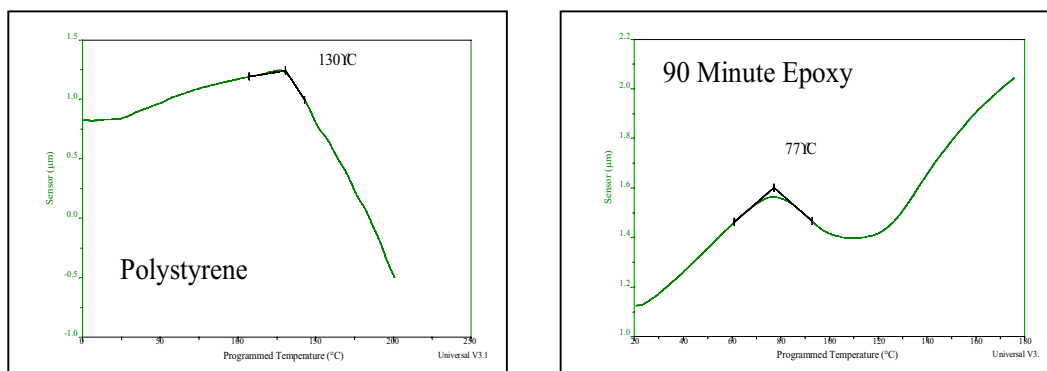 1.5
1.0
0.5
0.0
-0.5
-1.0
Sensor (µm)
130ϒC
Polystyrene
0
50
100
150
200
250
Programmed Temperature (°C)
Universal V3.1
2.2
2.0
1.8
1.6
1.4
1.2
1.0
Sensor (µm)
90 Minute Epoxy
77ϒC
20
40
60
80
100
120
140
160
180
Programmed Temperature (°C)
Universal V3.